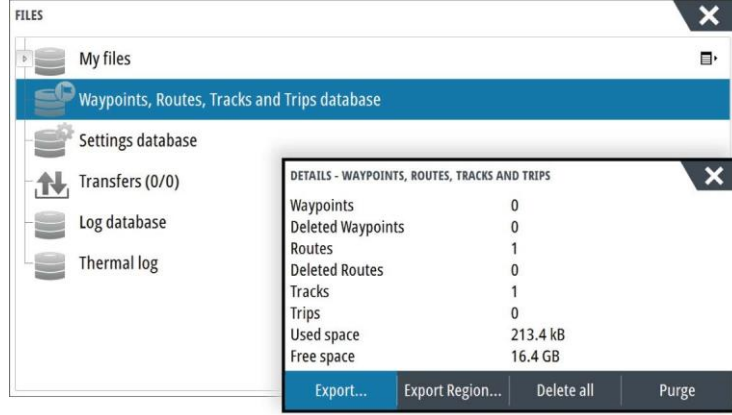 FILES
My files
Waypoints, Routes, Tracks and Trips database
Settings database
Transfers (0/0)
Log database
Thermal log
DETAILS - WAYPOINTS, ROUTES, TRACKS AND TRIPS
Waypoints 0
Deleted Waypoints 0
Routes 1
Deleted Routes 0
Tracks 1
Trips 0
Used space 213.4 kB
Free space 16.4 GB
Export... Export Region... Delete all Purge